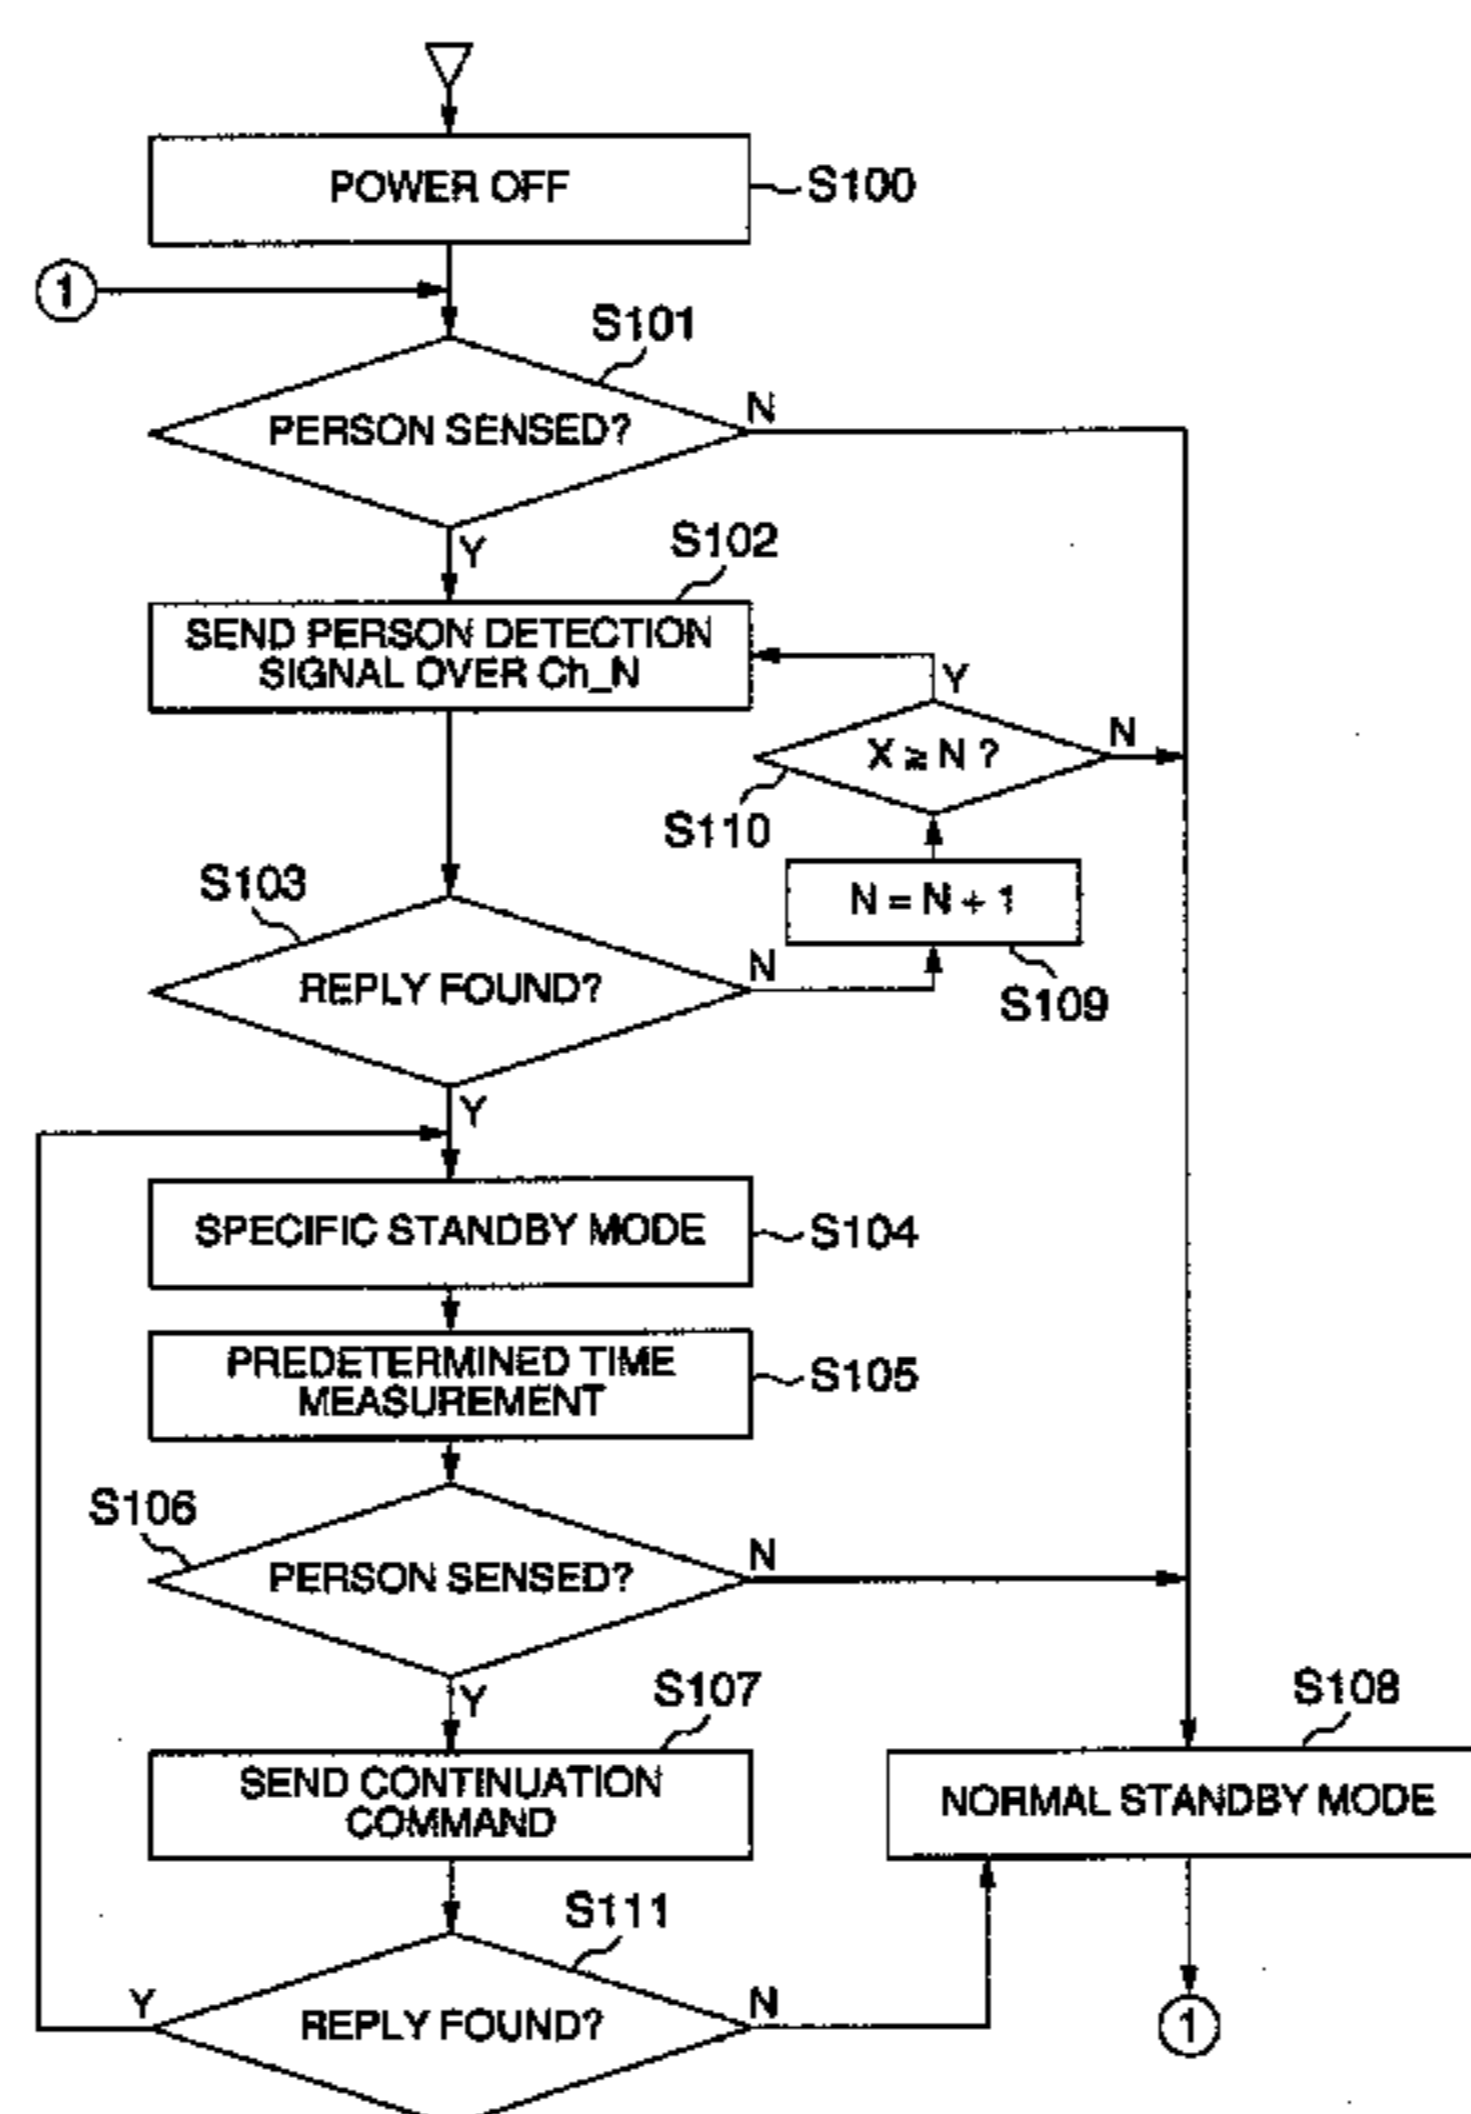 POWER OFF
S100
1
S101
PERSON SENSED?
N
Y
S102
SEND PERSON DETECTION
SIGNAL OVER Ch_N
Y
X ≧ N ?
N
S110
N = N + 1
S109
S103
REPLY FOUND?
N
Y
SPECIFIC STANDBY MODE
S104
PREDETERMINED TIME
MEASUREMENT
S105
S106
PERSON SENSED?
N
Y
S107
SEND CONTINUATION
COMMAND
S108
NORMAL STANDBY MODE
S111
Y
REPLY FOUND?
N
1